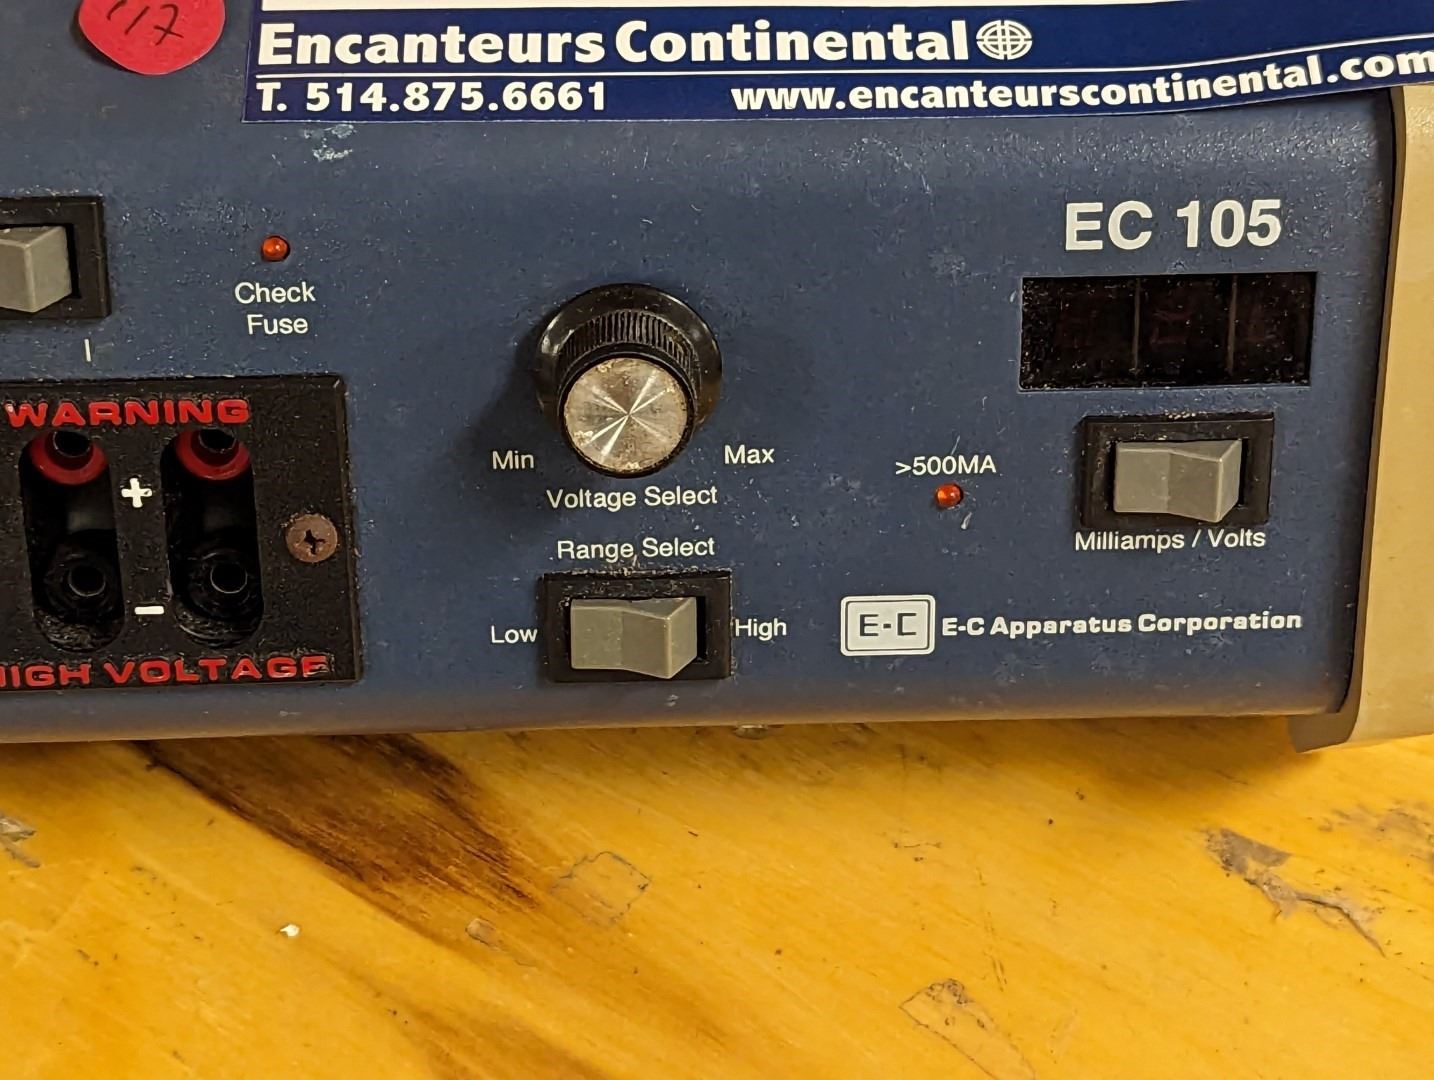 117
Encanteurs Continental
T. 514.875.6661 www.encanteurscontinental.com
EC 105
Check
Fuse
|
WARNING
+
−
HIGH VOLTAGE
Min Max
Voltage Select
Range Select
Low High
>500MA
Milliamps / Volts
E-C E-C Apparatus Corporation